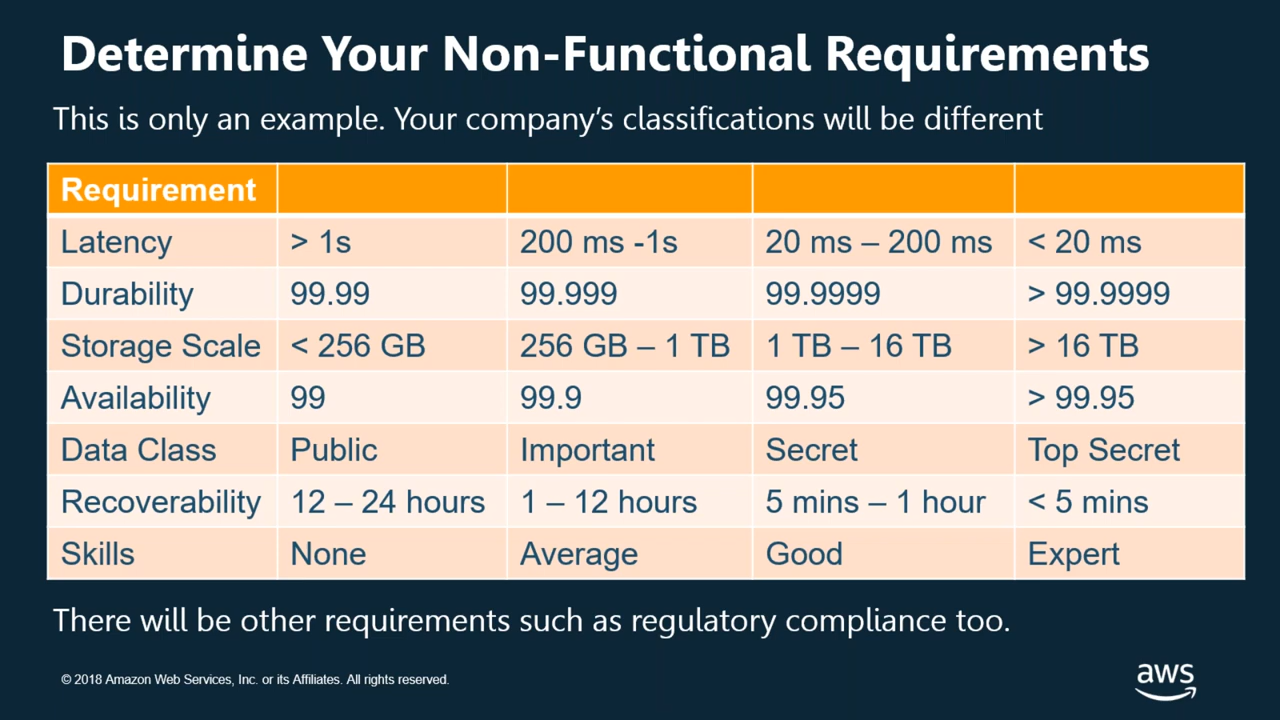 Determine Your Non-Functional Requirements
This is only an example. Your company's classifications will be different
Requirement
Latency > 1s 200 ms -1s 20 ms – 200 ms < 20 ms
Durability 99.99 99.999 99.9999 > 99.9999
Storage Scale < 256 GB 256 GB – 1 TB 1 TB – 16 TB > 16 TB
Availability 99 99.9 99.95 > 99.95
Data Class Public Important Secret Top Secret
Recoverability 12 – 24 hours 1 – 12 hours 5 mins – 1 hour < 5 mins
Skills None Average Good Expert
There will be other requirements such as regulatory compliance too.
© 2018 Amazon Web Services, Inc. or its Affiliates. All rights reserved.
aws